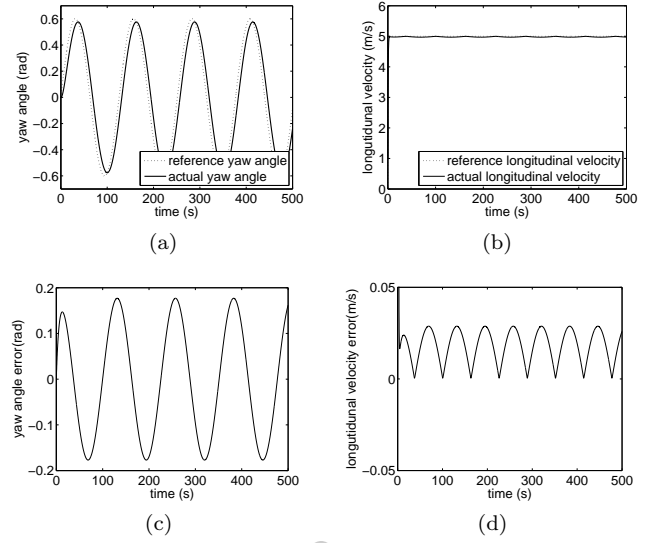 0.6
0.4
0.2
0
−0.2
−0.4
−0.6
yaw angle (rad)
reference yaw angle
actual yaw angle
0 100 200 300 400 500
time (s)
(a)
6
5
4
3
2
1
0
longutidunal velocity (m/s)
reference longitudinal velocity
actual longitudinal velocity
0 100 200 300 400 500
time (s)
(b)
0.2
0.1
0
−0.1
−0.2
yaw angle error(rad)
0 100 200 300 400 500
time (s)
(c)
0.05
0
−0.05
longutidunal velocity error(m/s)
0 100 200 300 400 500
time (s)
(d)